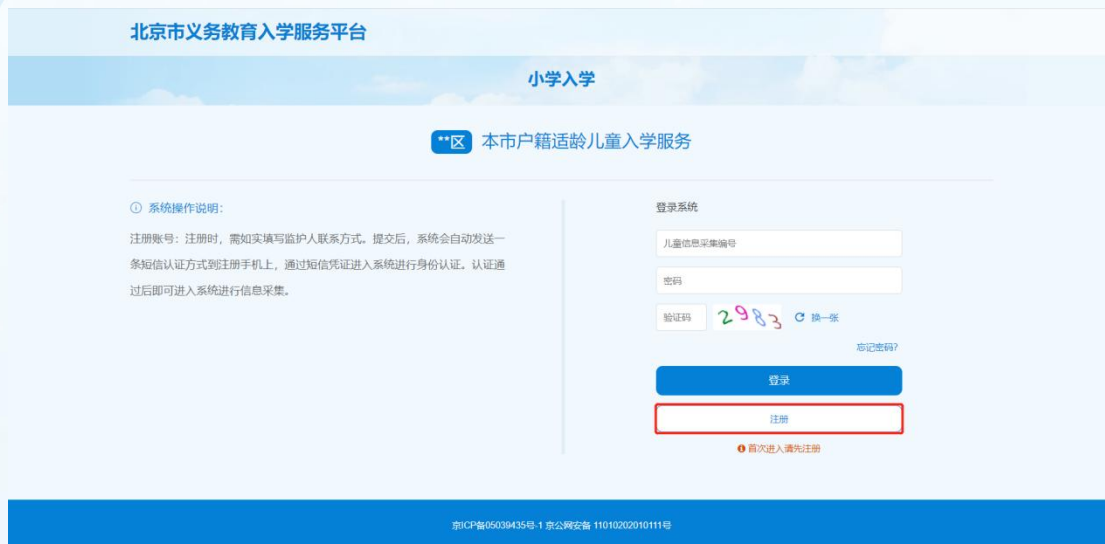 北京市义务教育入学服务平台
小学入学
**区 本市户籍适龄儿童入学服务
系统操作说明：
注册账号：注册时，需如实填写监护人联系方式。提交后，系统会自动发送一
条短信认证方式到注册手机上，通过短信凭证进入系统进行身份认证。认证通
过后即可进入系统进行信息采集。
登录系统
儿童信息采集编号
密码
验证码 2983 换一张
忘记密码?
登录
注册
首次进入请先注册
京ICP备05039435号-1 京公网安备 11010202010111号